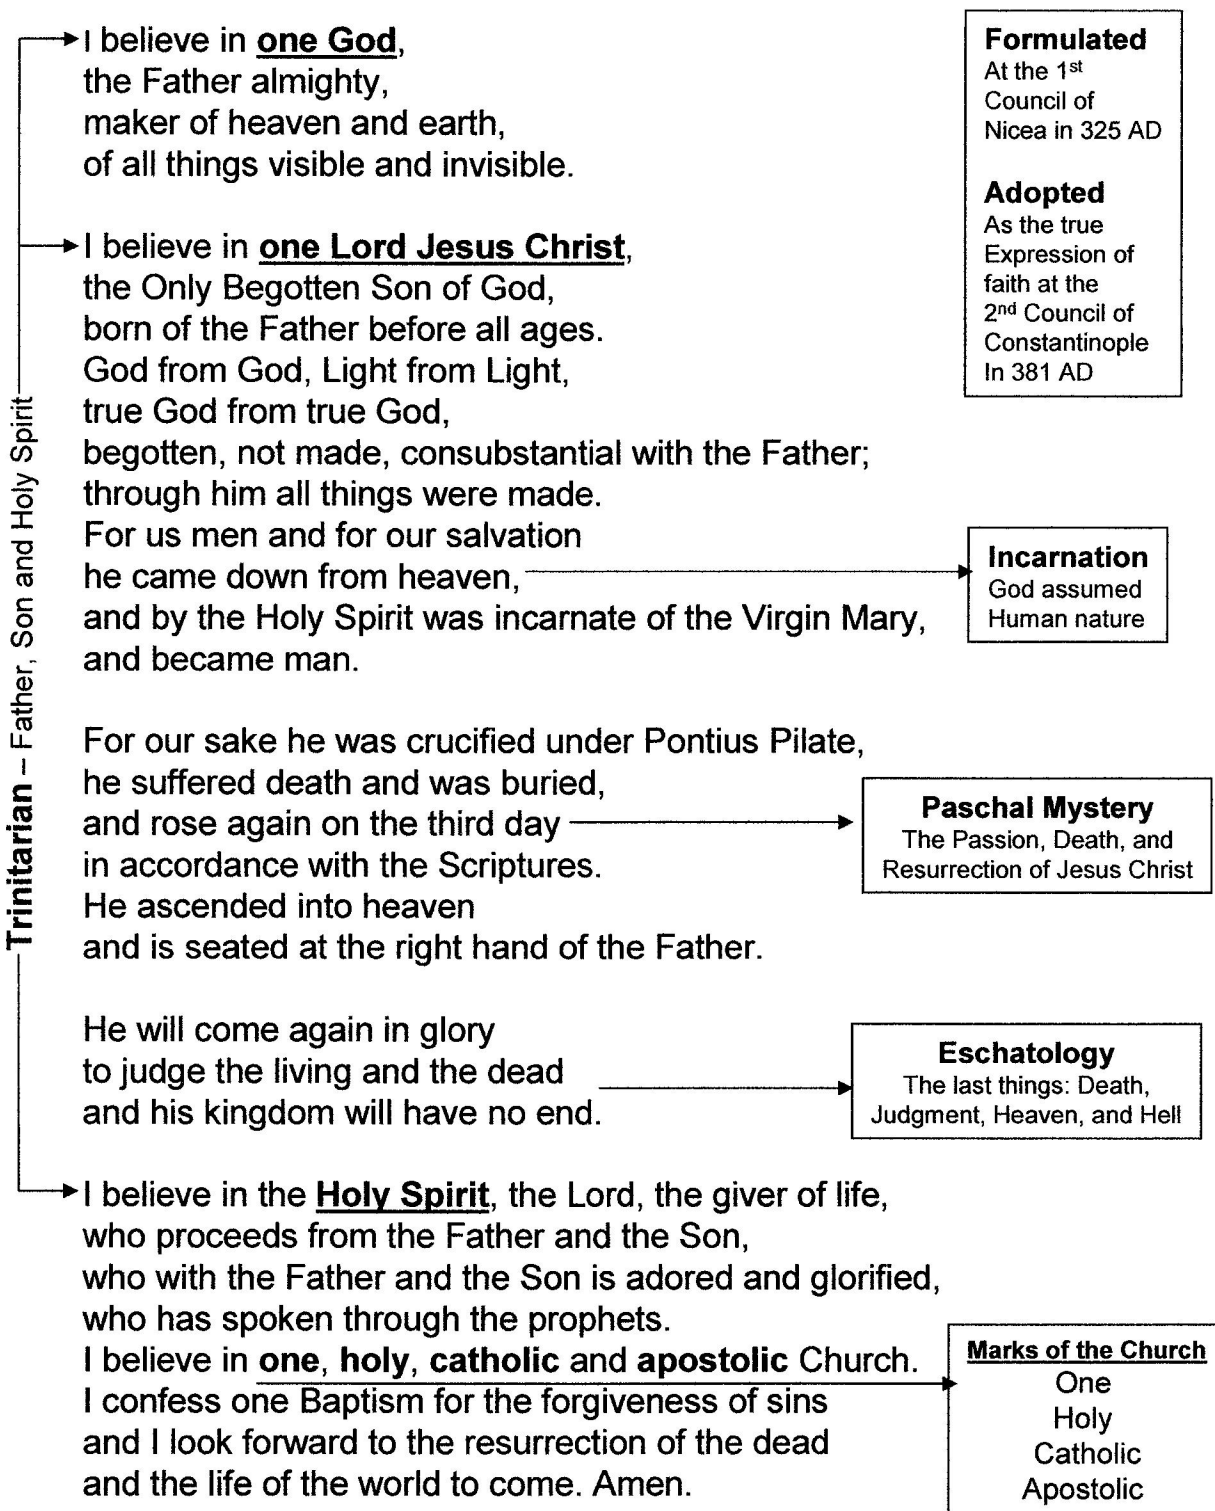 I believe in one God,
the Father almighty,
maker of heaven and earth,
of all things visible and invisible.
I believe in one Lord Jesus Christ,
the Only Begotten Son of God,
born of the Father before all ages.
God from God, Light from Light,
true God from true God,
begotten, not made, consubstantial with the Father;
through him all things were made.
For us men and for our salvation
he came down from heaven,
and by the Holy Spirit was incarnate of the Virgin Mary,
and became man.
For our sake he was crucified under Pontius Pilate,
he suffered death and was buried,
and rose again on the third day
in accordance with the Scriptures.
He ascended into heaven
and is seated at the right hand of the Father.
He will come again in glory
to judge the living and the dead
and his kingdom will have no end.
I believe in the Holy Spirit, the Lord, the giver of life,
who proceeds from the Father and the Son,
who with the Father and the Son is adored and glorified,
who has spoken through the prophets.
I believe in one, holy, catholic and apostolic Church.
I confess one Baptism for the forgiveness of sins
and I look forward to the resurrection of the dead
and the life of the world to come. Amen.
Trinitarian – Father, Son and Holy Spirit
Formulated
At the 1st
Council of
Nicea in 325 AD
Adopted
As the true
Expression of
faith at the
2nd Council of
Constantinople
In 381 AD
Incarnation
God assumed
Human nature
Paschal Mystery
The Passion, Death, and
Resurrection of Jesus Christ
Eschatology
The last things: Death,
Judgment, Heaven, and Hell
Marks of the Church
One
Holy
Catholic
Apostolic